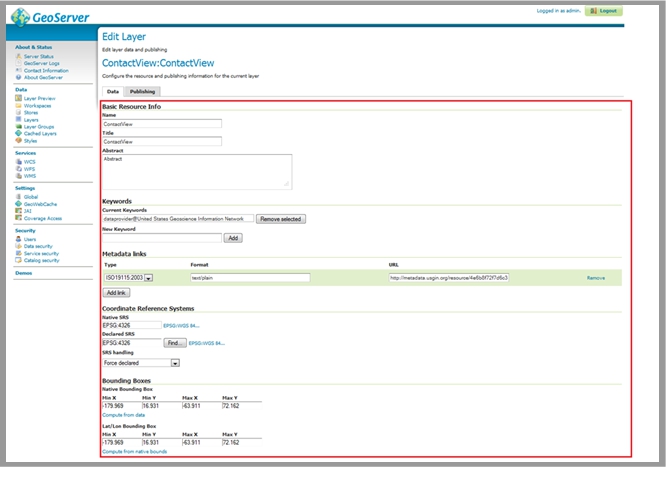 GeoServer
Logged in as admin.
Logout
About & Status
Server Status
GeoServer Logs
Contact Information
About GeoServer
Data
Layer Preview
Workspaces
Stores
Layers
Layer Groups
Cached Layers
Styles
Services
WCS
WFS
WMS
Settings
Global
GeoWebCache
JAI
Coverage Access
Security
Users
Data security
Service security
Catalog security
Demos
Edit Layer
Edit layer data and publishing
ContactView:ContactView
Configure the resource and publishing information for the current layer
Data Publishing
Basic Resource Info
Name
ContactView
Title
ContactView
Abstract
Abstract
Keywords
Current Keywords
dataprovider@United States Geoscience Information Network Remove selected
New Keyword
Add
Metadata links
Type Format URL
ISO19115:2003 text/plain Remove
Add link
Coordinate Reference Systems
Native SRS
EPSG:4326 EPSG:WGS 84...
Declared SRS
EPSG:4326 Find... EPSG:WGS 84...
SRS handling
Force declared
Bounding Boxes
Native Bounding Box
Min X Min Y Max X Max Y
-179.969 16.931 -63.911 72.162
Compute from data
Lat/Lon Bounding Box
Min X Min Y Max X Max Y
-179.969 16.931 -63.911 72.162
Compute from native bounds